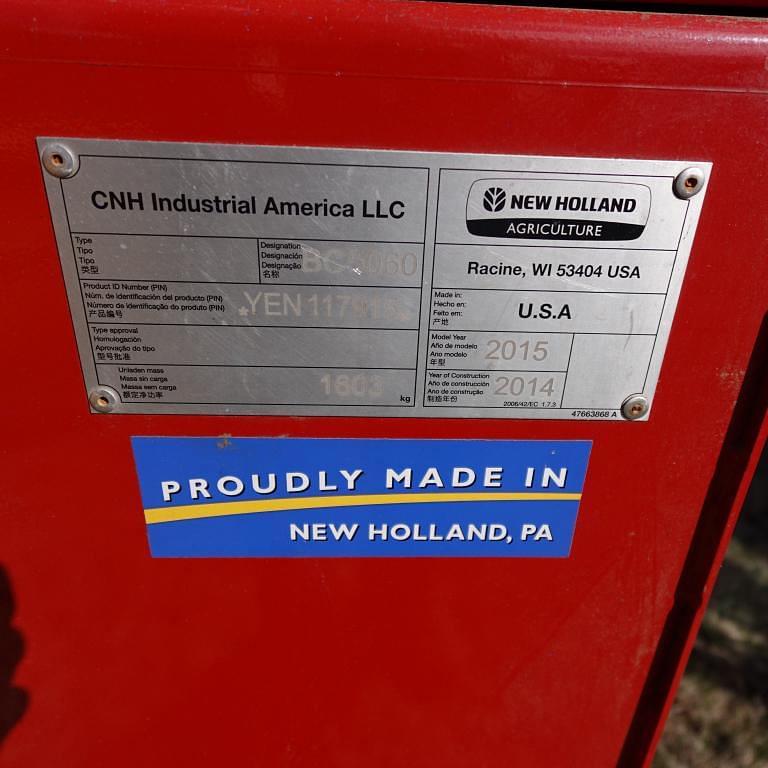 CNH Industrial America LLC
Type
Tipo
Tipo
类型
Designation
Designación
Designação
名称
BC5060
Product ID Number (PIN)
Núm. de identificación del producto (PIN)
Número de identificação do produto (PIN)
产品编号
Type approval
Homologación
Aprovação do tipo
型号批准
Unladen mass
Masa sin carga
Massa sem carga
额定净功率
kg
NEW HOLLAND
AGRICULTURE
Racine, WI 53404 USA
Made in:
Hecho en:
Feito em:
产地
U.S.A
Model Year
Año de modelo
Ano modelo
年型
2015
Year of Construction
Año de construcción
Ano de construção
制造年份
2014
2006/42/EC 1.7.3
47663868 A
PROUDLY MADE IN
NEW HOLLAND, PA